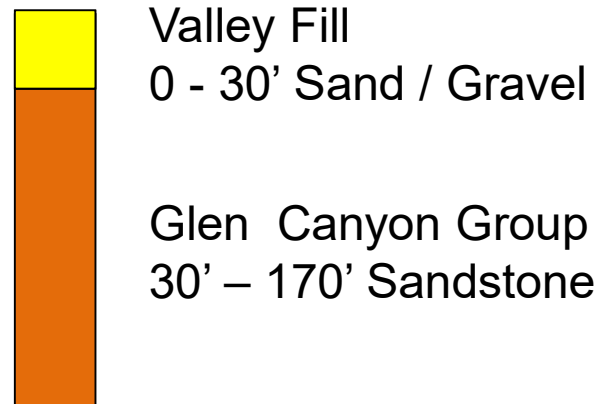 Valley Fill
0 - 30’ Sand / Gravel
Glen  Canyon Group
30’ – 170’ Sandstone